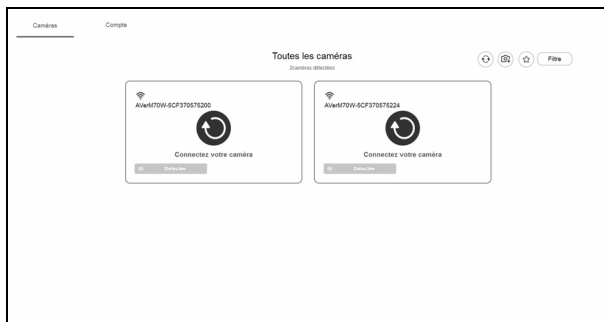 Caméras
Compte
Toutes les caméras
2caméras détectées
Filtre
AVerM70W-5CF370575200
Connectez votre caméra
AVerM70W-5CF370575224
Connectez votre caméra